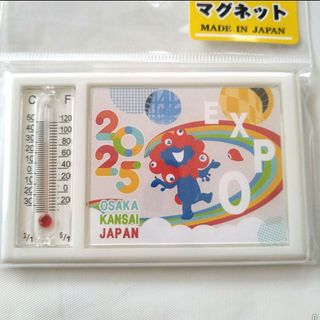 マグネット
MADE IN JAPAN
C F
50 120
40 100
30 80
20 60
10 40
0 20
10 0
20 20
30
2025
EXPO
OSAKA
KANSAI
JAPAN